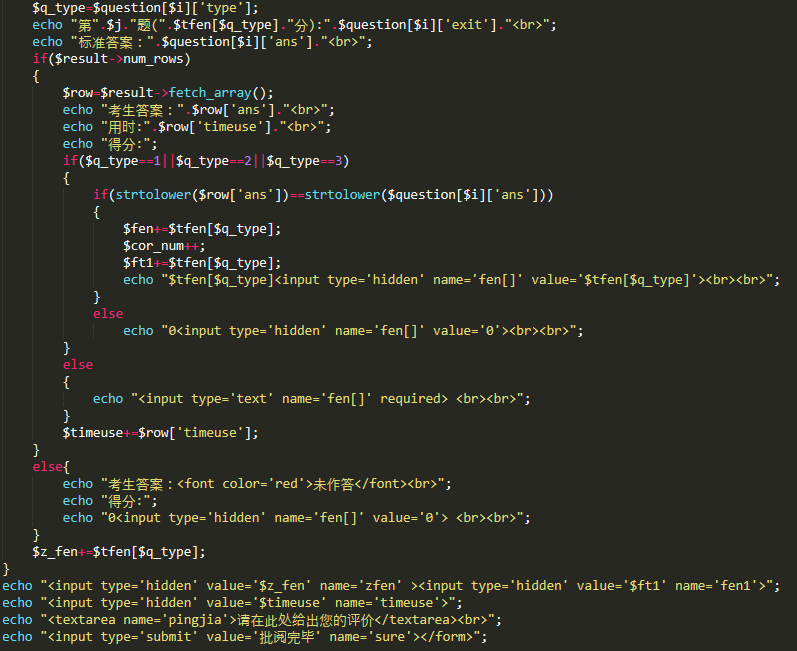 $q_type=$question[$i]['type'];
echo "第".$j."题(".$tfen[$q_type]."分):".$question[$i]['exit']."<br>";
echo "标准答案：".$question[$i]['ans']."<br>";
if($result->num_rows)
{
$row=$result->fetch_array();
echo "考生答案：".$row['ans']."<br>";
echo "用时:".$row['timeuse']."<br>";
echo "得分:";
if($q_type==1||$q_type==2||$q_type==3)
{
if(strtolower($row['ans'])==strtolower($question[$i]['ans']))
{
$fen+=$tfen[$q_type];
$cor_num++;
$ft1+=$tfen[$q_type];
echo "$tfen[$q_type]<input type='hidden' name='fen[]' value='$tfen[$q_type]'><br><br>";
}
else
echo "0<input type='hidden' name='fen[]' value='0'><br><br>";
}
else
{
echo "<input type='text' name='fen[]' required> <br><br>";
}
$timeuse+=$row['timeuse'];
}
else{
echo "考生答案：<font color='red'>未作答</font><br>";
echo "得分:";
echo "0<input type='hidden' name='fen[]' value='0'> <br><br>";
}
$z_fen+=$tfen[$q_type];
}
echo "<input type='hidden' value='$z_fen' name='zfen' ><input type='hidden' value='$ft1' name='fen1'>";
echo "<input type='hidden' value='$timeuse' name='timeuse'>";
echo "<textarea name='pingjia'>请在此处给出您的评价</textarea><br>";
echo "<input type='submit' value='批阅完毕' name='sure'></form>";